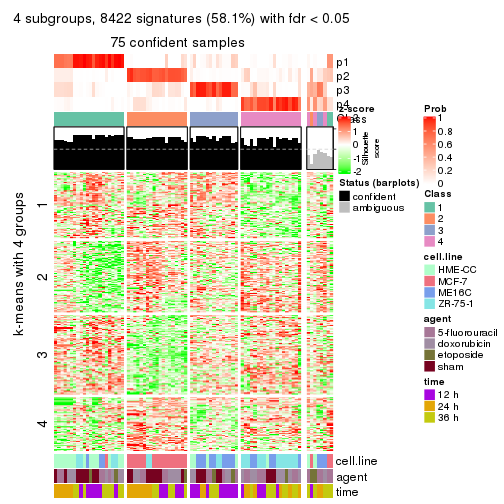 4 subgroups, 8422 signatures (58.1%) with fdr < 0.05
75 confident samples
p1
p2
p3
p4
Class
z-score
2
1
0
-1
-2
Silhouette
score
Prob
1
0.8
0.6
0.4
0.2
0
Status (barplots)
confident
ambiguous
Class
1
2
3
4
cell.line
HME-CC
MCF-7
ME16C
ZR-75-1
agent
5-fluorouracil
doxorubicin
etoposide
sham
time
12 h
24 h
36 h
k-means with 4 groups
1
2
3
4
cell.line
agent
time